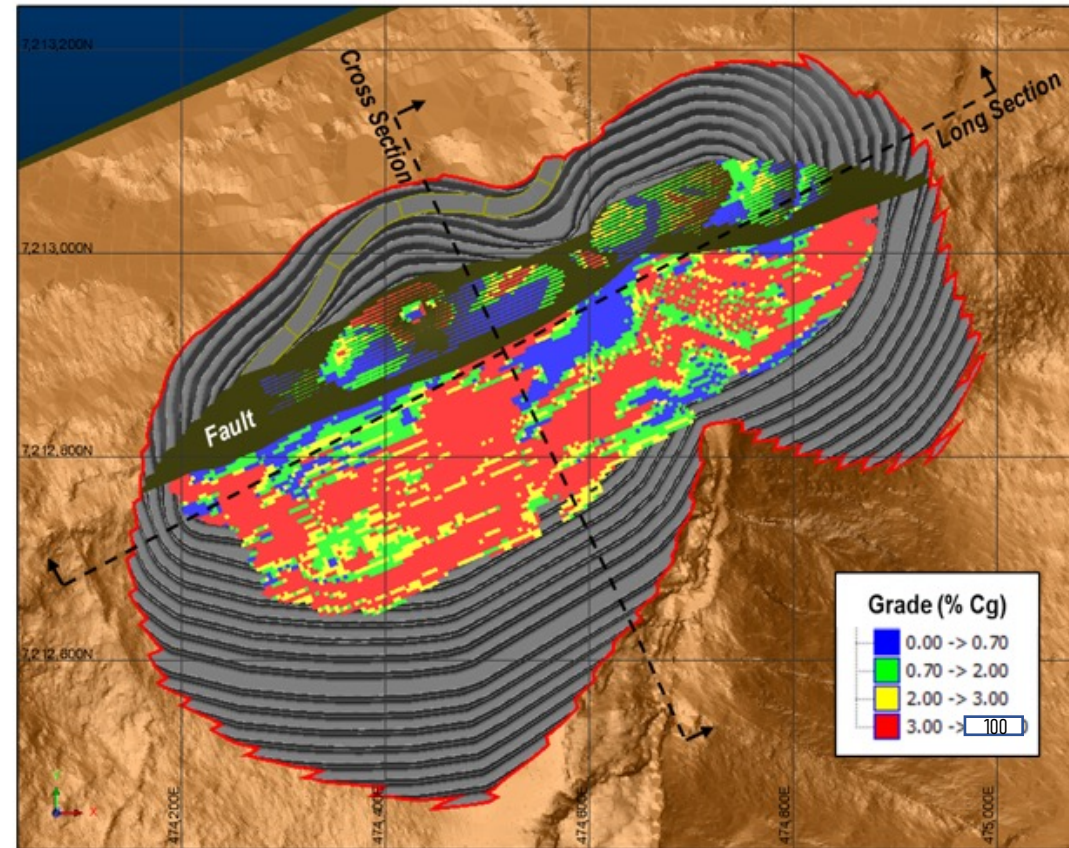 7,213,200N
Cross Section
Long Section
7,213,000N
Fault
7,212,800N
7,212,600N
Grade (% Cg)
0.00 -> 0.70
0.70 -> 2.00
2.00 -> 3.00
3.00 -> 100
X
474,200E
474,400E
474,600E
474,800E
475,000E